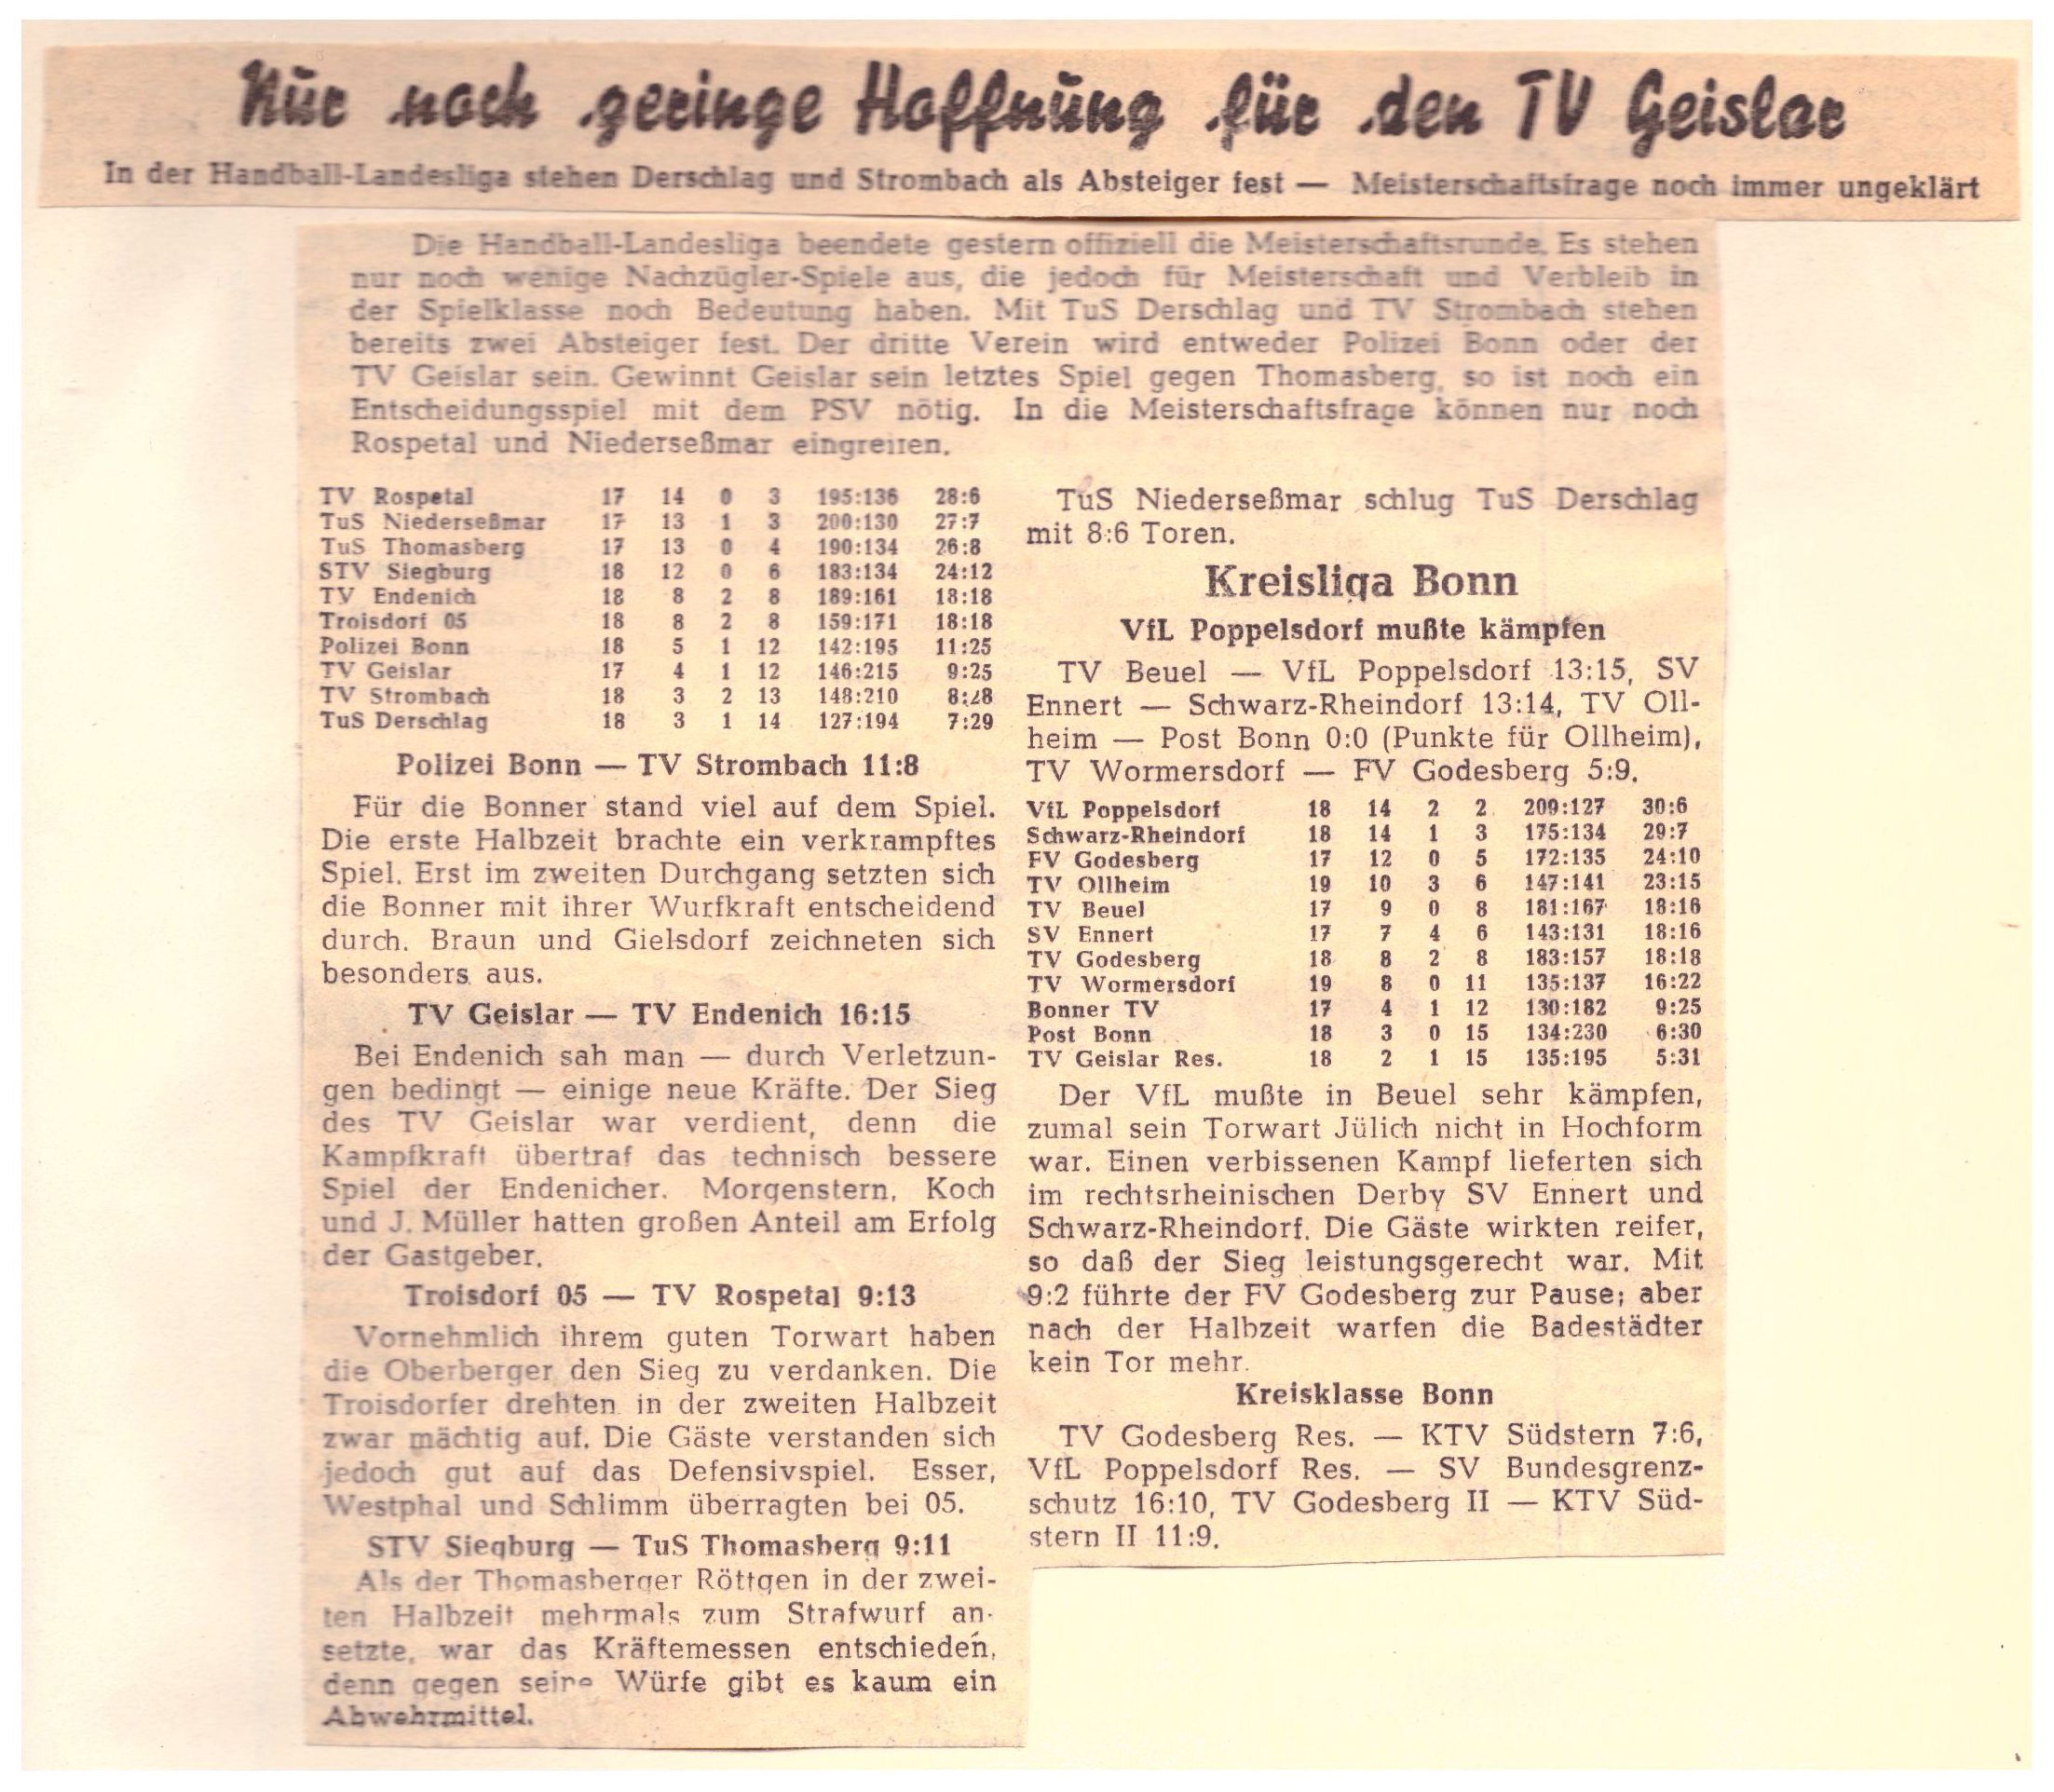 Nur noch geringe Hoffnung für den TV Geislar
In der Handball-Landesliga stehen Derschlag und Strombach als Absteiger fest — Meisterschaftsfrage noch immer ungeklärt
Die Handball-Landesliga beendete gestern offiziell die Meisterschaftsrunde. Es stehen
nur noch wenige Nachzügler-Spiele aus, die jedoch für Meisterschaft und Verbleib in
der Spielklasse noch Bedeutung haben. Mit TuS Derschlag und TV Strombach stehen
bereits zwei Absteiger fest. Der dritte Verein wird entweder Polizei Bonn oder der
TV Geislar sein. Gewinnt Geislar sein letztes Spiel gegen Thomasberg, so ist noch ein
Entscheidungsspiel mit dem PSV nötig. In die Meisterschaftsfrage können nur noch
Rospetal und Niederseßmar eingreifen.
TV Rospetal 17 14 0 3 195:136 28:6
TuS Niederseßmar 17 13 1 3 200:130 27:7
TuS Thomasberg 17 13 0 4 190:134 26:8
STV Siegburg 18 12 0 6 183:134 24:12
TV Endenich 18 8 2 8 189:161 18:18
Troisdorf 05 18 8 2 8 159:171 18:18
Polizei Bonn 18 5 1 12 142:195 11:25
TV Geislar 17 4 1 12 146:215 9:25
TV Strombach 18 3 2 13 148:210 8:28
TuS Derschlag 18 3 1 14 127:194 7:29
Polizei Bonn — TV Strombach 11:8
Für die Bonner stand viel auf dem Spiel.
Die erste Halbzeit brachte ein verkrampftes
Spiel. Erst im zweiten Durchgang setzten sich
die Bonner mit ihrer Wurfkraft entscheidend
durch. Braun und Gielsdorf zeichneten sich
besonders aus.
TV Geislar — TV Endenich 16:15
Bei Endenich sah man — durch Verletzun-
gen bedingt — einige neue Kräfte. Der Sieg
des TV Geislar war verdient, denn die
Kampfkraft übertraf das technisch bessere
Spiel der Endenicher. Morgenstern, Koch
und J. Müller hatten großen Anteil am Erfolg
der Gastgeber.
Troisdorf 05 — TV Rospetal 9:13
Vornehmlich ihrem guten Torwart haben
die Oberberger den Sieg zu verdanken. Die
Troisdorfer drehten in der zweiten Halbzeit
zwar mächtig auf. Die Gäste verstanden sich
jedoch gut auf das Defensivspiel. Esser,
Westphal und Schlimm überragten bei 05.
STV Siegburg — TuS Thomasberg 9:11
Als der Thomasberger Röttgen in der zwei-
ten Halbzeit mehrmals zum Strafwurf an-
setzte, war das Kräftemessen entschieden,
denn gegen seine Würfe gibt es kaum ein
Abwehrmittel.
TuS Niederseßmar schlug TuS Derschlag
mit 8:6 Toren.
Kreisliga Bonn
VfL Poppelsdorf mußte kämpfen
TV Beuel — VfL Poppelsdorf 13:15, SV
Ennert — Schwarz-Rheindorf 13:14, TV Oll-
heim — Post Bonn 0:0 (Punkte für Ollheim),
TV Wormersdorf — FV Godesberg 5:9.
VfL Poppelsdorf 18 14 2 2 209:127 30:6
Schwarz-Rheindorf 18 14 1 3 175:134 29:7
FV Godesberg 17 12 0 5 172:135 24:10
TV Ollheim 19 10 3 6 147:141 23:15
TV Beuel 17 9 0 8 181:167 18:16
SV Ennert 17 7 4 6 143:131 18:16
TV Godesberg 18 8 2 8 183:157 18:18
TV Wormersdorf 19 8 0 11 135:137 16:22
Bonner TV 17 4 1 12 130:182 9:25
Post Bonn 18 3 0 15 134:230 6:30
TV Geislar Res. 18 2 1 15 135:195 5:31
Der VfL mußte in Beuel sehr kämpfen,
zumal sein Torwart Jülich nicht in Hochform
war. Einen verbissenen Kampf lieferten sich
im rechtsrheinischen Derby SV Ennert und
Schwarz-Rheindorf. Die Gäste wirkten reifer,
so daß der Sieg leistungsgerecht war. Mit
9:2 führte der FV Godesberg zur Pause; aber
nach der Halbzeit warfen die Badestädter
kein Tor mehr.
Kreisklasse Bonn
TV Godesberg Res. — KTV Südstern 7:6,
VfL Poppelsdorf Res. — SV Bundesgrenz-
schutz 16:10, TV Godesberg II — KTV Süd-
stern II 11:9.